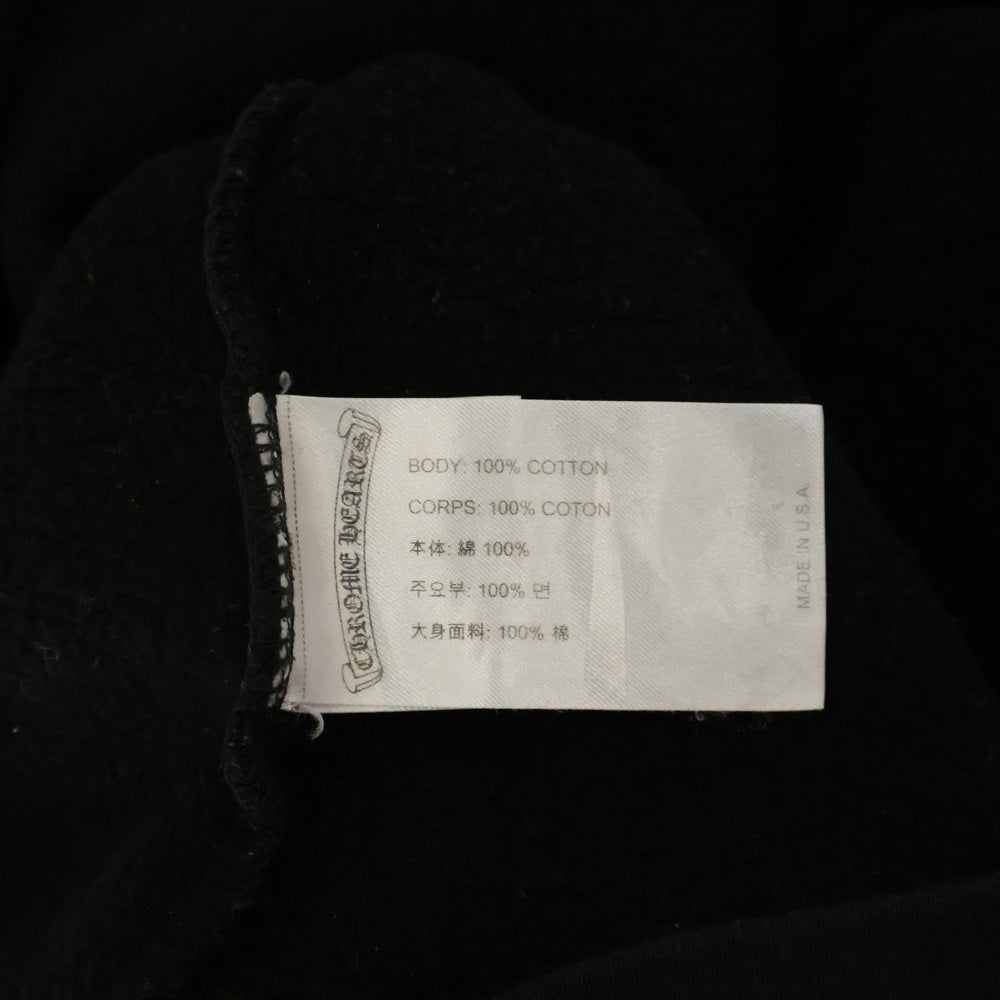 CHROME HEARTS
BODY: 100% COTTON
CORPS: 100% COTON
本体: 綿 100%
주요부: 100% 면
大身面料: 100% 棉
MADE IN U.S.A.